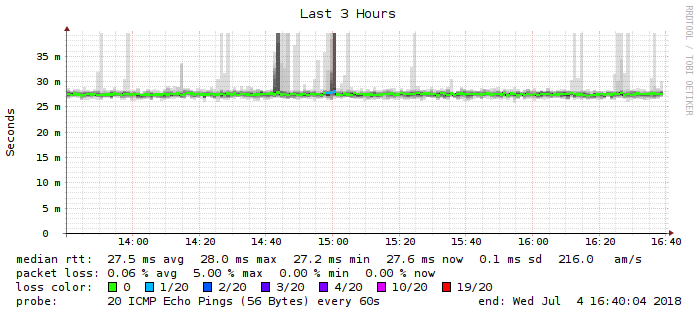 Last 3 Hours
RRDTOOL / TOBI OETIKER
Seconds
35 m
30 m
25 m
20 m
15 m
10 m
5 m
0
14:00 14:20 14:40 15:00 15:20 15:40 16:00 16:20 16:40
median rtt: 27.5 ms avg 28.0 ms max 27.2 ms min 27.6 ms now 0.1 ms sd 216.0 am/s
packet loss: 0.06 % avg 5.00 % max 0.00 % min 0.00 % now
loss color: 0 1/20 2/20 3/20 4/20 10/20 19/20
probe: 20 ICMP Echo Pings (56 Bytes) every 60s end: Wed Jul 4 16:40:04 2018